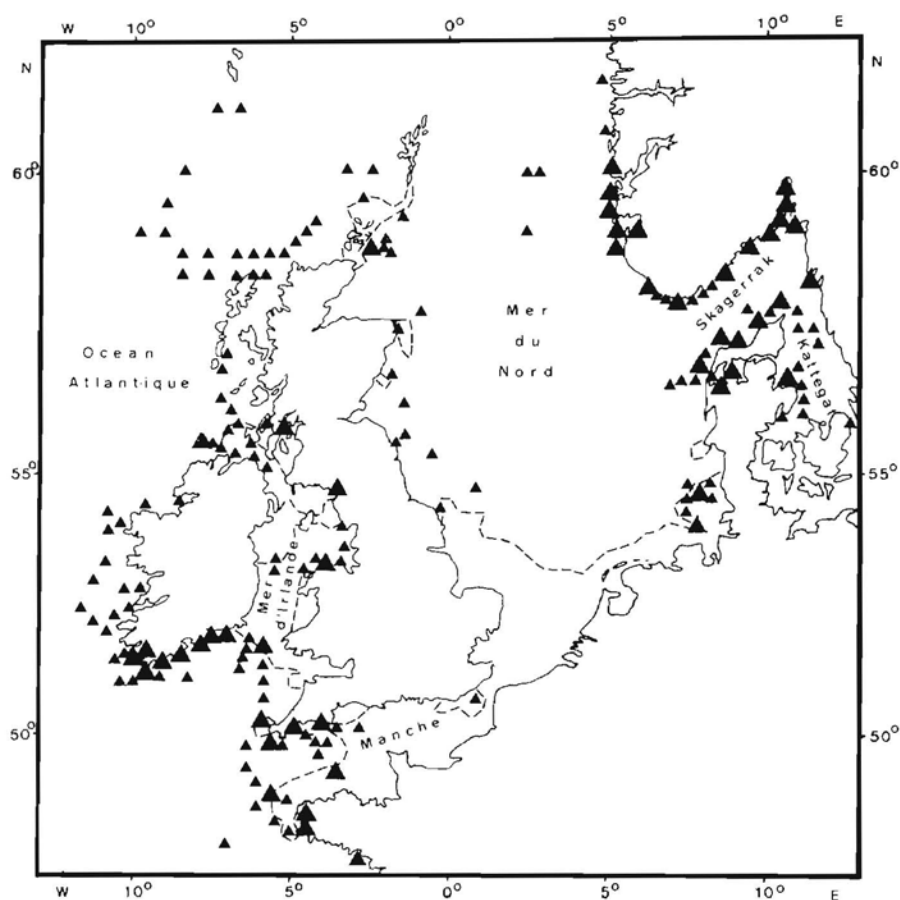 W 10° 5° 0° 5° 10° E
N N
60° 60°
Mer
du
Nord
Skagerrak
Kattega
Ocean
Atlantique
55° 55°
Mer
d'Irlande
Manche
50° 50°
W 10° 5° 0° 5° 10° E